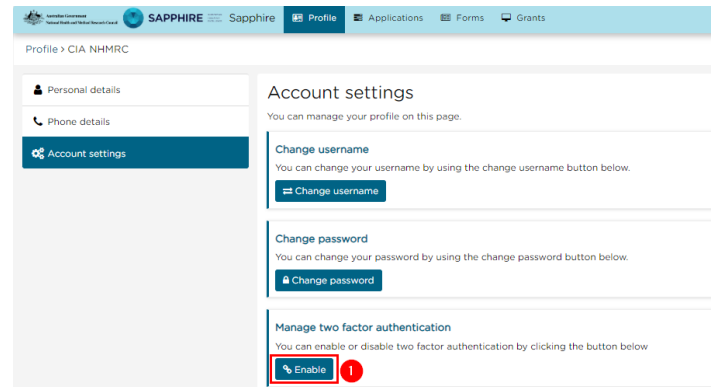 Australian Government
National Health and Medical Research Council
SAPPHIRE
Sapphire
Profile
Applications
Forms
Grants
Profile > CIA NHMRC
Personal details
Phone details
Account settings
Account settings
You can manage your profile on this page.
Change username
You can change your username by using the change username button below.
Change username
Change password
You can change your password by using the change password button below.
Change password
Manage two factor authentication
You can enable or disable two factor authentication by clicking the button below
Enable
1